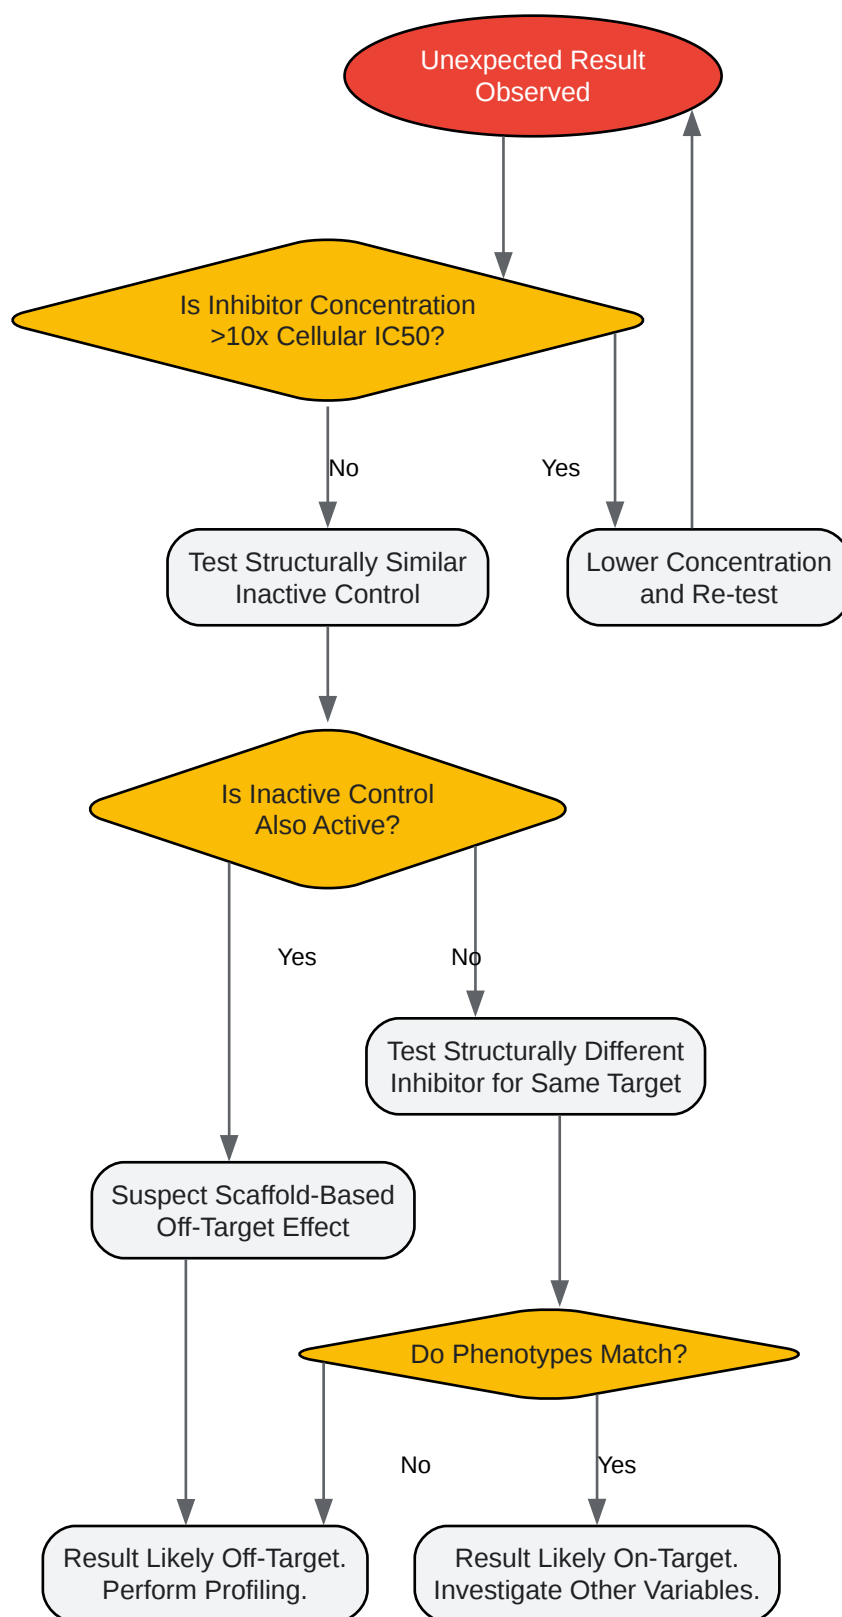 Unexpected Result
Observed
Is Inhibitor Concentration
>10x Cellular IC50?
No
Yes
Test Structurally Similar
Inactive Control
Lower Concentration
and Re-test
Is Inactive Control
Also Active?
Yes
No
Test Structurally Different
Inhibitor for Same Target
Suspect Scaffold-Based
Off-Target Effect
Do Phenotypes Match?
No
Yes
Result Likely Off-Target.
Perform Profiling.
Result Likely On-Target.
Investigate Other Variables.